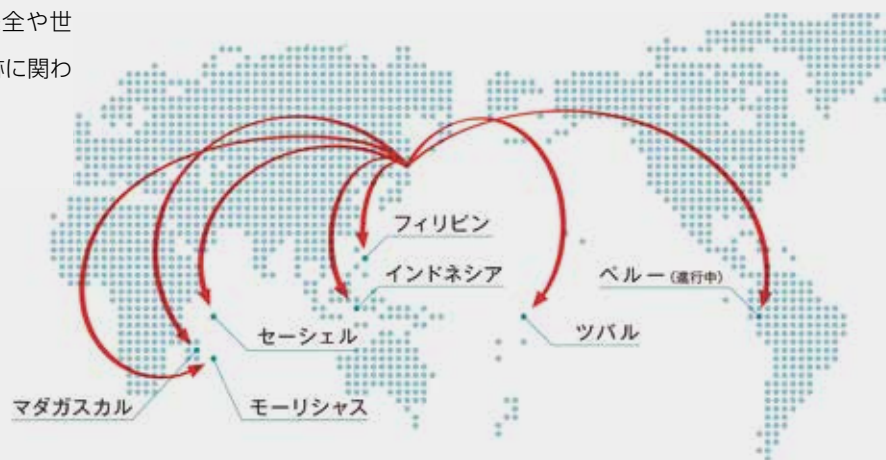 全や世
に関わ
フィリピン
インドネシア
ペルー(進行中)
セーシェル
ツバル
マダガスカル
モーリシャス